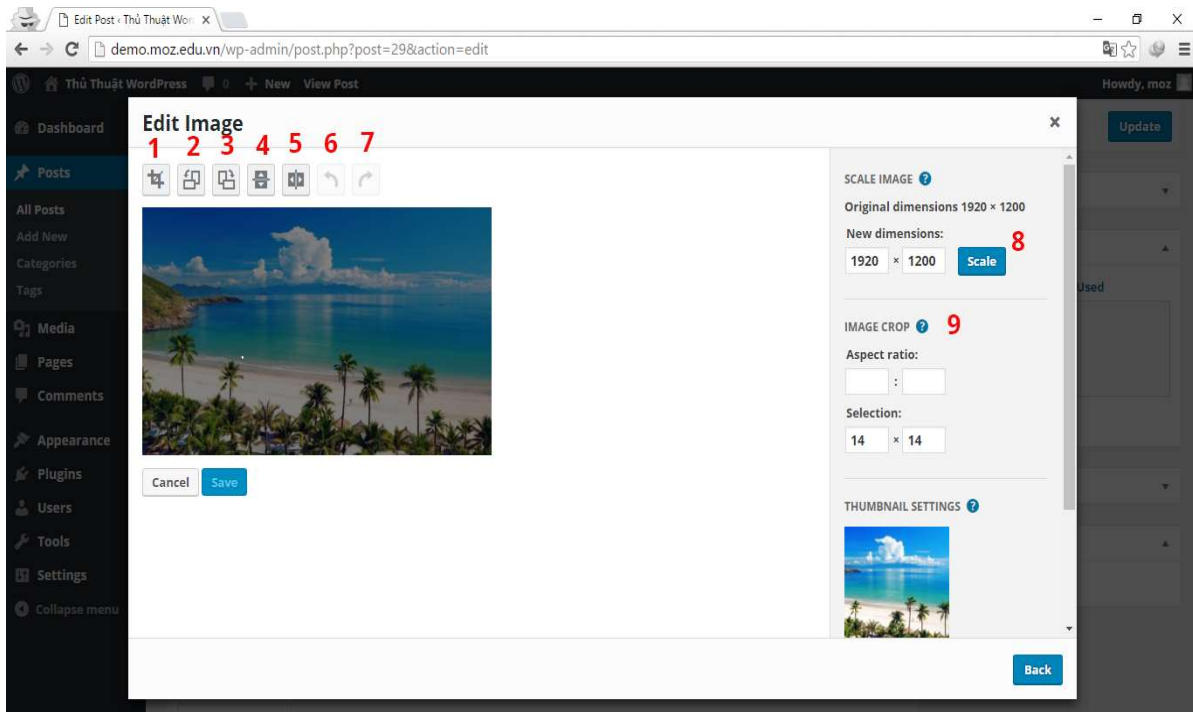 Edit Post ‹ Thủ Thuật Wor
demo.moz.edu.vn/wp-admin/post.php?post=29&action=edit
Thủ Thuật WordPress 0 + New View Post Howdy, moz
Dashboard
Posts
All Posts
Add New
Categories
Tags
Media
Pages
Comments
Appearance
Plugins
Users
Tools
Settings
Collapse menu
Edit Image
1 2 3 4 5 6 7
Cancel Save
SCALE IMAGE
Original dimensions 1920 × 1200
New dimensions:
8
1920 × 1200 Scale
IMAGE CROP 9
Aspect ratio:
:
Selection:
14 × 14
THUMBNAIL SETTINGS
Back
Update
Used